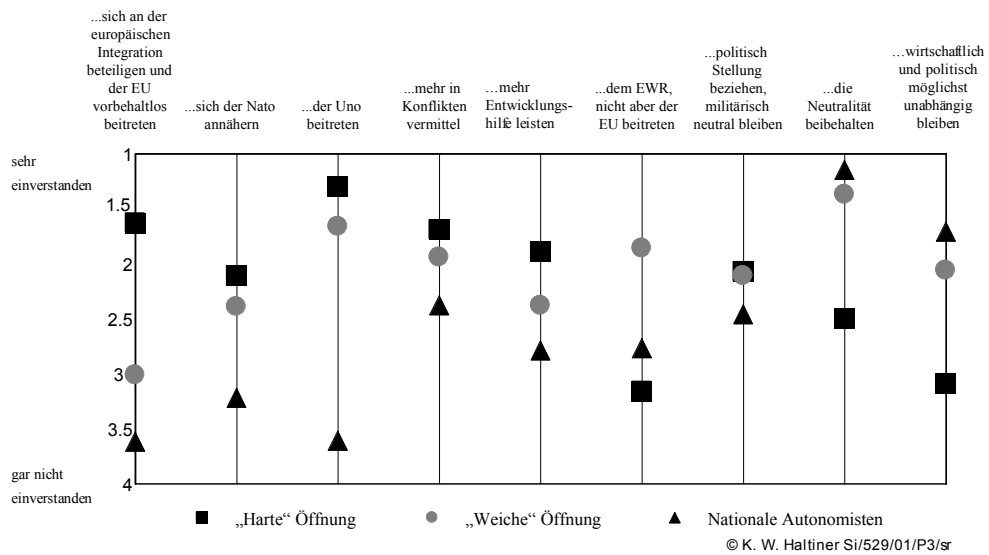 ...sich an der
europäischen
Integration
beteiligen und
der EU
vorbehaltlos
beitreten
...sich der Nato
annähern
...der Uno
beitreten
...mehr in
Konflikten
vermittel
...mehr
Entwicklungs-
hilfe leisten
...dem EWR,
nicht aber der
EU beitreten
...politisch
Stellung
beziehen,
militärisch
neutral bleiben
...die
Neutralität
beibehalten
...wirtschaftlich
und politisch
möglichst
unabhängig
bleiben
sehr
einverstanden
1
1.5
2
2.5
3
3.5
4
gar nicht
einverstanden
„Harte“ Öffnung
„Weiche“ Öffnung
Nationale Autonomisten
© K. W. Haltiner Si/529/01/P3/sr